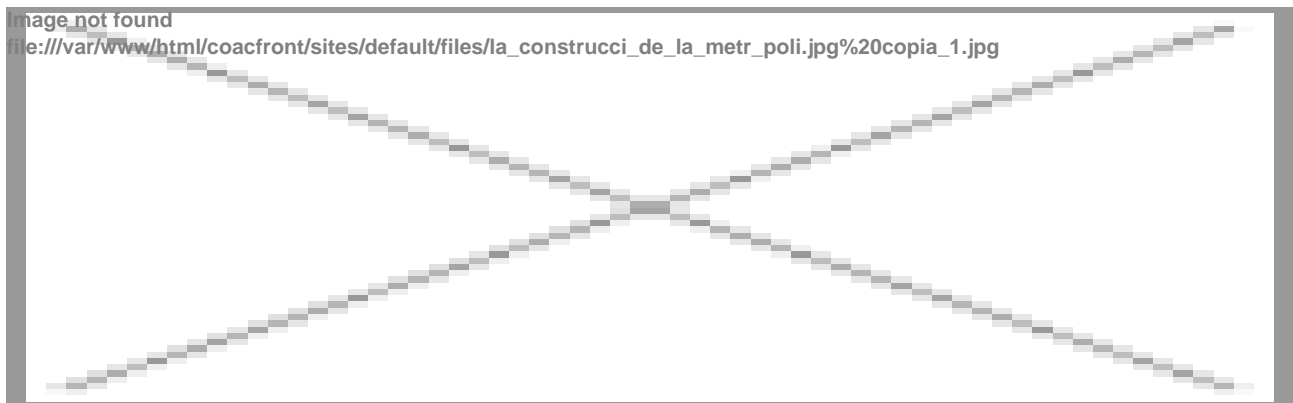 Image not found
file:///var/www/html/coacfront/sites/default/files/la_construcci_de_la_metr_poli.jpg%20copia_1.jpg